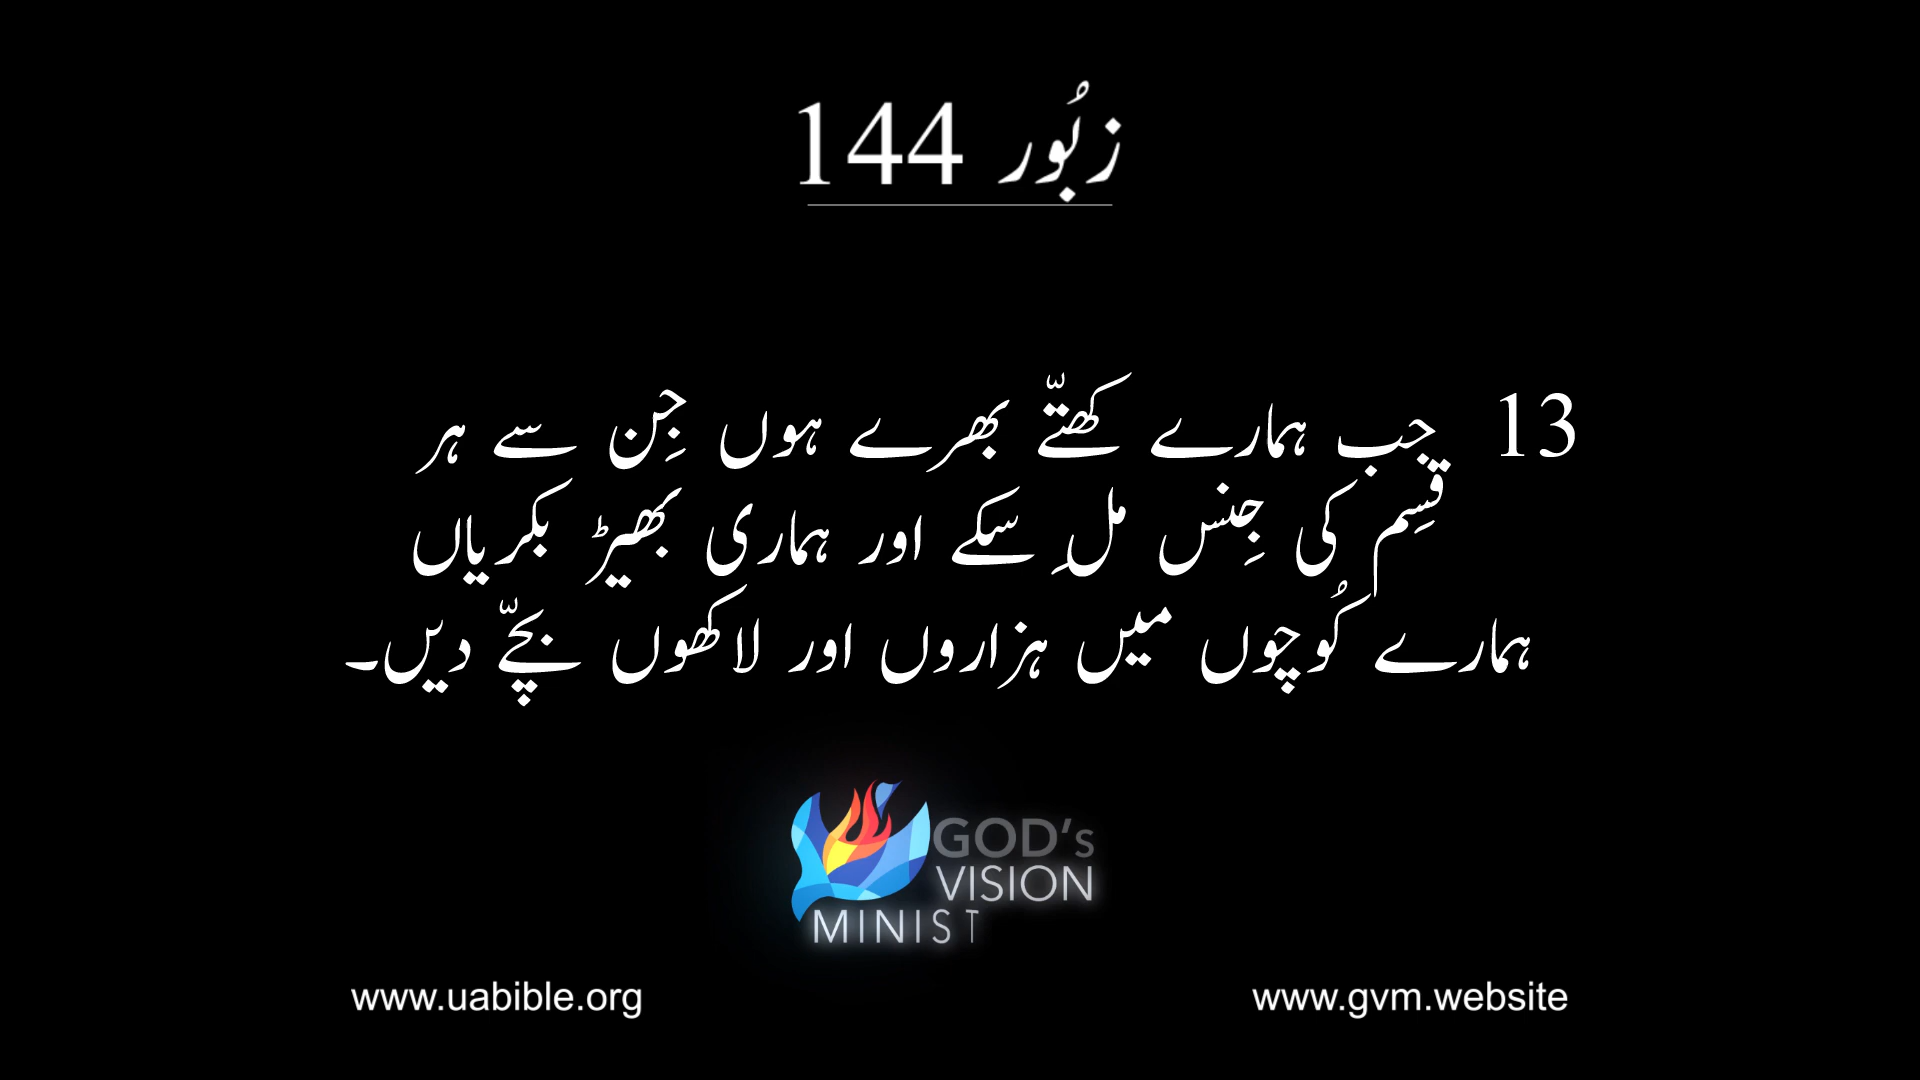 زبُور 144
13 جب ہمارے کھتّے بھرے ہوں جِن سے ہر
قِسِم کی جِنس مِل سکے اور ہماری بھیڑ بکریاں
ہمارے کُوچوں میں ہزاروں اور لاکھوں بچّے دیں۔
GOD's
VISION
MINIST
www.uabible.org
www.gvm.website